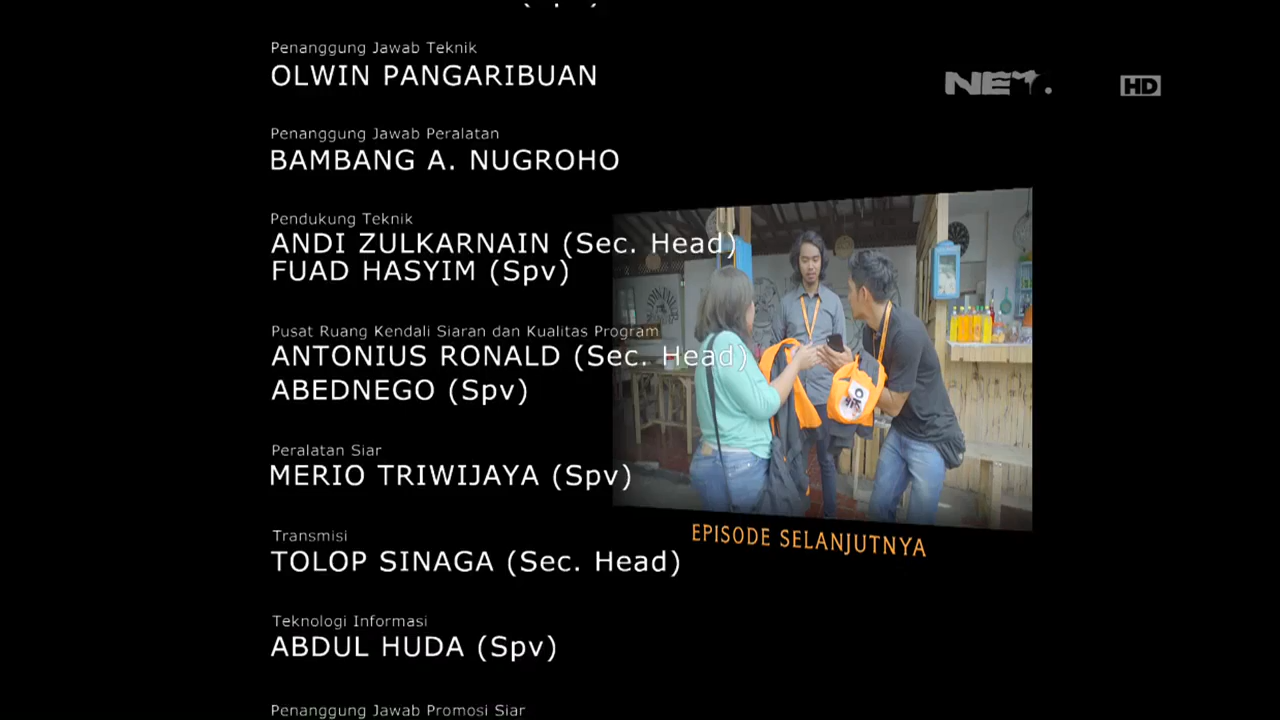 Penanggung Jawab Teknik
OLWIN PANGARIBUAN
NET.
HD
Penanggung Jawab Peralatan
BAMBANG A. NUGROHO
Pendukung Teknik
ANDI ZULKARNAIN (Sec. Head)
FUAD HASYIM (Spv)
Pusat Ruang Kendali Siaran dan Kualitas Program
ANTONIUS RONALD (Sec. Head)
ABEDNEGO (Spv)
Peralatan Siar
MERIO TRIWIJAYA (Spv)
EPISODE SELANJUTNYA
Transmisi
TOLOP SINAGA (Sec. Head)
Teknologi Informasi
ABDUL HUDA (Spv)
Penanggung Jawab Promosi Siar